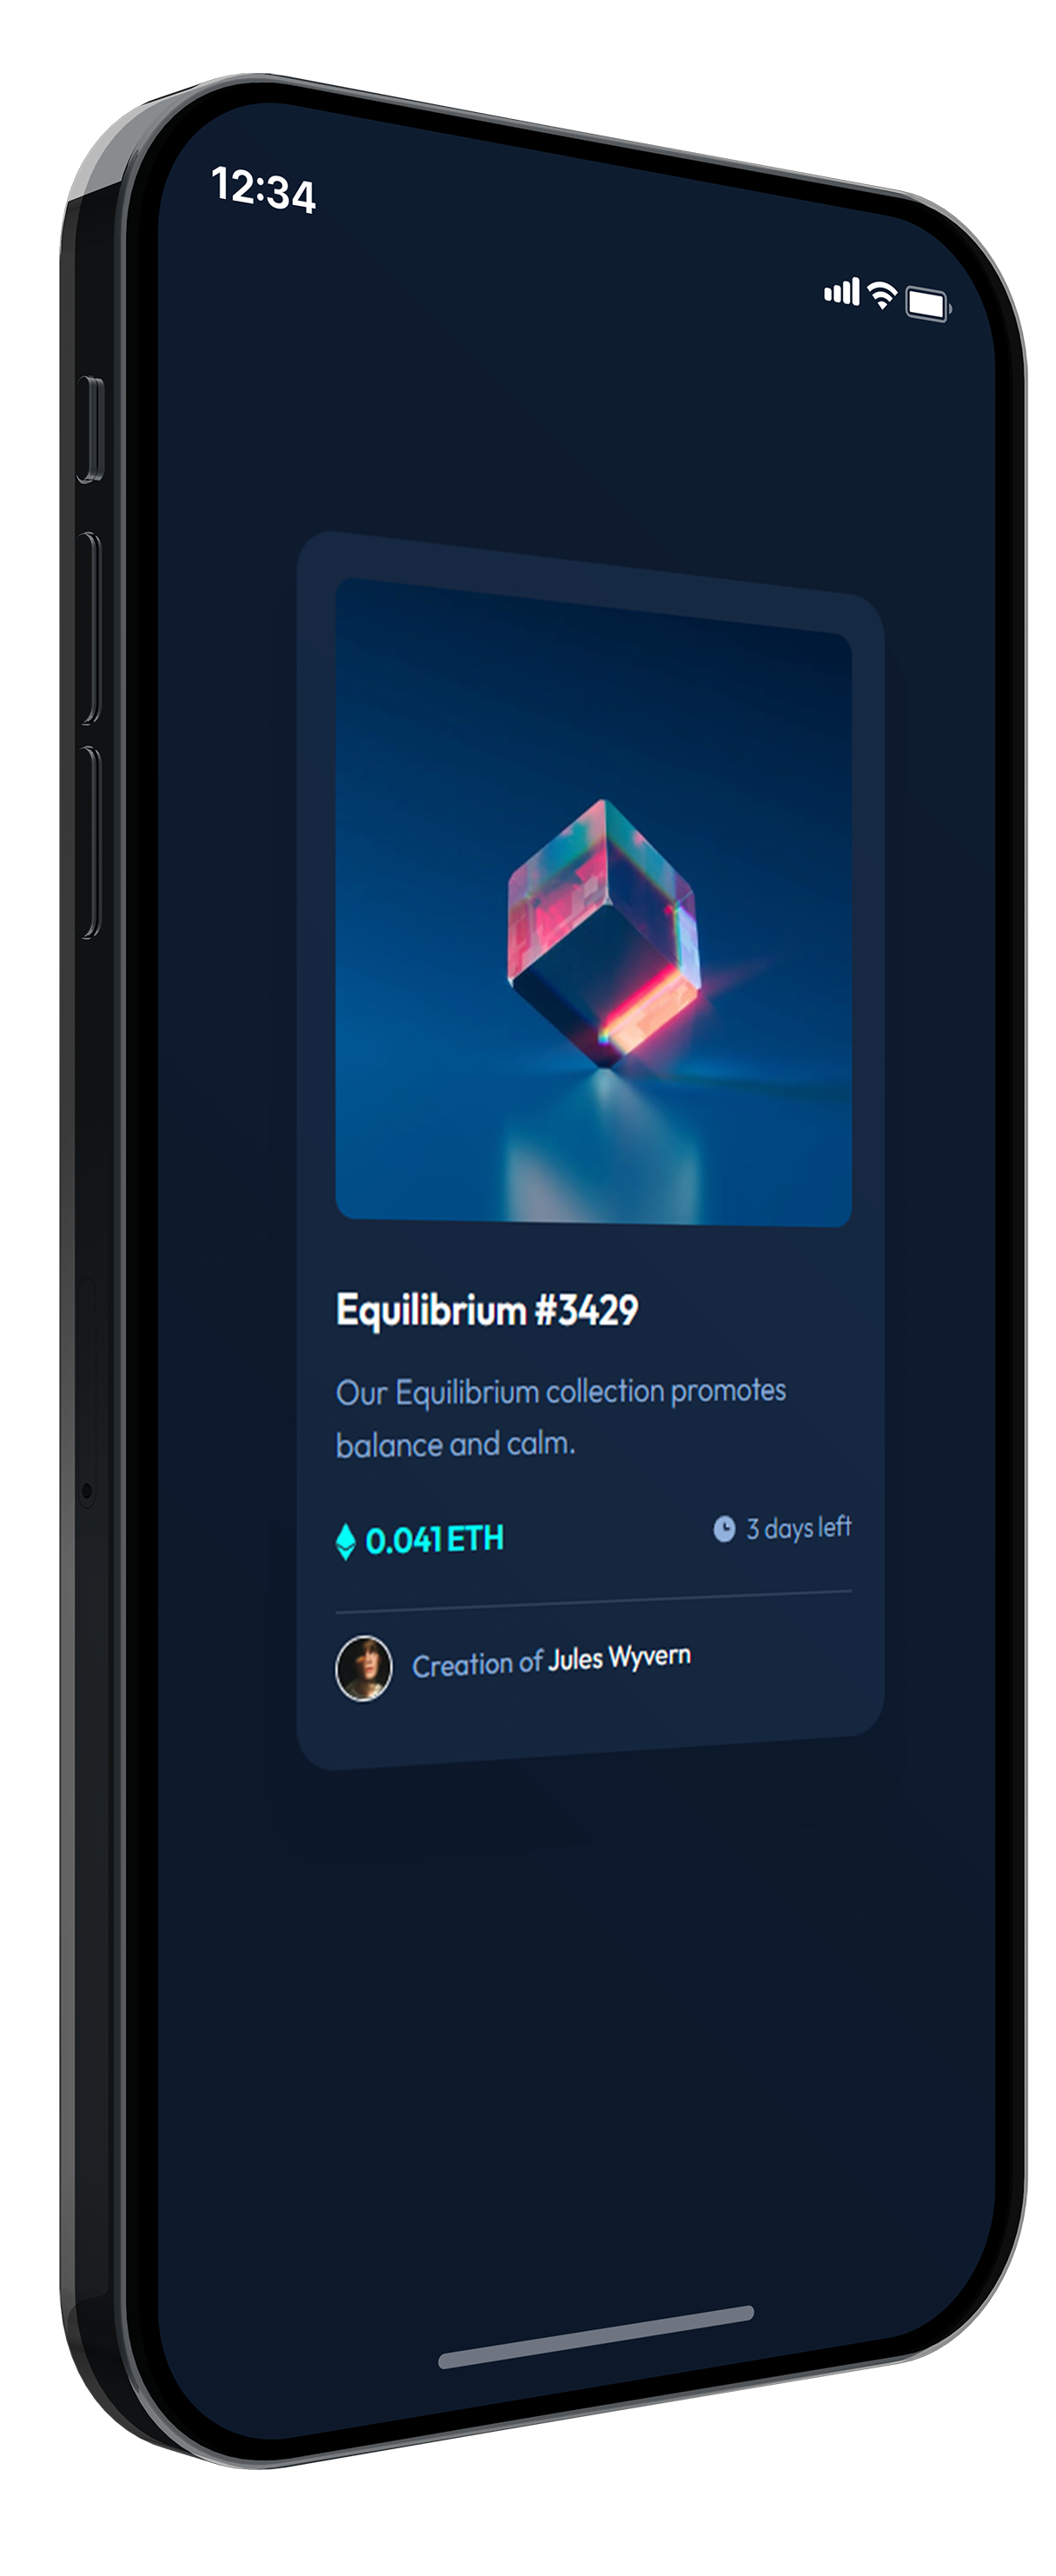 12:34
Equilibrium #3429
Our Equilibrium collection promotes
balance and calm.
0.041 ETH
3 days left
Creation of Jules Wyvern